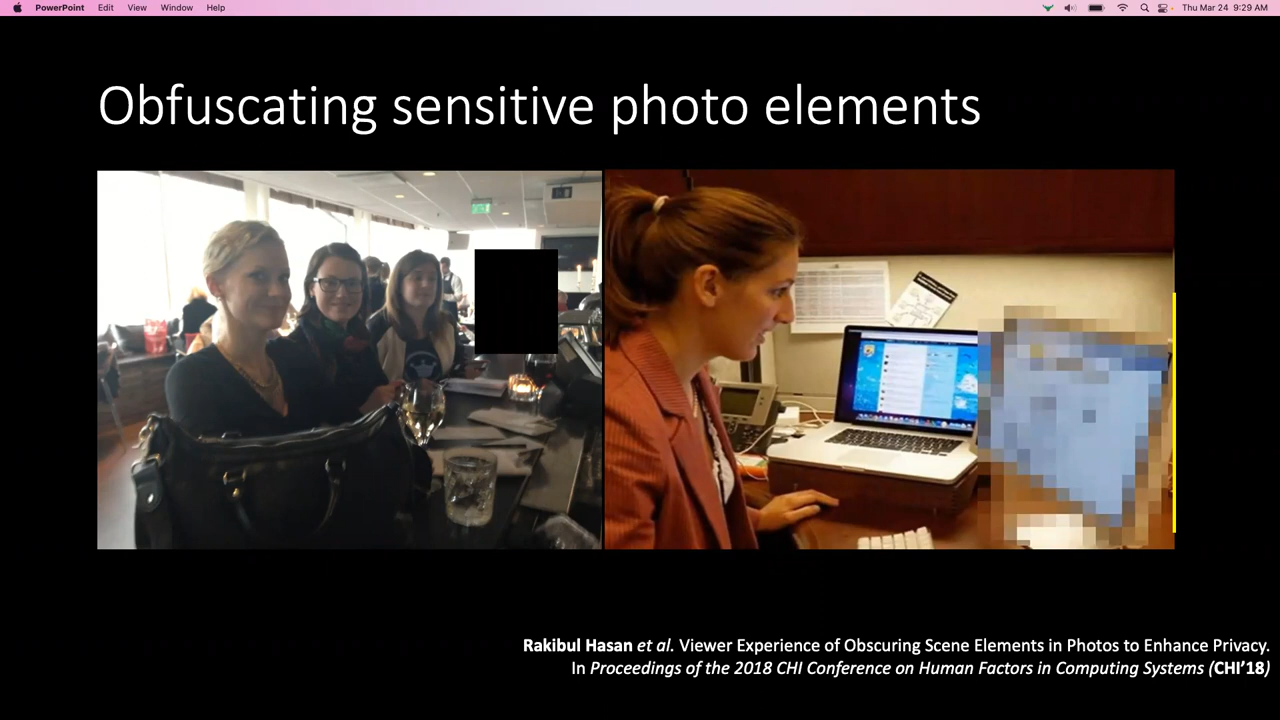 PowerPoint Edit View Window Help Thu Mar 24 9:29 AM
Obfuscating sensitive photo elements
Rakibul Hasan et al. Viewer Experience of Obscuring Scene Elements in Photos to Enhance Privacy.
In Proceedings of the 2018 CHI Conference on Human Factors in Computing Systems (CHI'18)